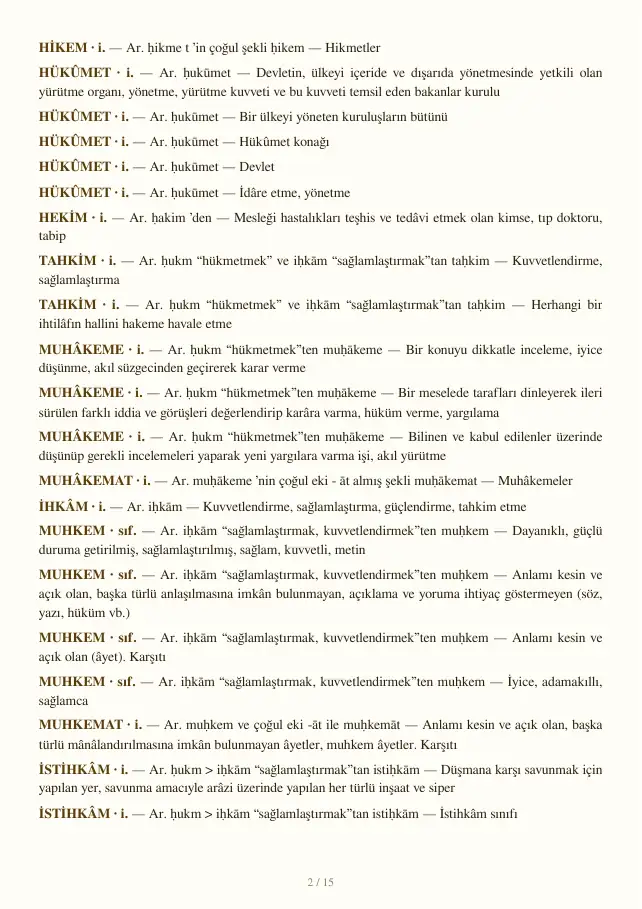 HİKEM · i. — Ar. ḥikme t ’in çoğul şekli ḥikem — Hikmetler
HÜKÛMET · i. — Ar. ḥukūmet — Devletin, ülkeyi içeride ve dışarıda yönetmesinde yetkili olan
yürütme organı, yönetme, yürütme kuvveti ve bu kuvveti temsil eden bakanlar kurulu
HÜKÛMET · i. — Ar. ḥukūmet — Bir ülkeyi yöneten kuruluşların bütünü
HÜKÛMET · i. — Ar. ḥukūmet — Hükûmet konağı
HÜKÛMET · i. — Ar. ḥukūmet — Devlet
HÜKÛMET · i. — Ar. ḥukūmet — İdâre etme, yönetme
HEKİM · i. — Ar. ḥakim ’den — Mesleği hastalıkları teşhis ve tedâvi etmek olan kimse, tıp doktoru,
tabip
TAHKİM · i. — Ar. ḥukm “hükmetmek” ve iḥkām “sağlamlaştırmak”tan taḥkim — Kuvvetlendirme,
sağlamlaştırma
TAHKİM · i. — Ar. ḥukm “hükmetmek” ve iḥkām “sağlamlaştırmak”tan taḥkim — Herhangi bir
ihtilâfın hallini hakeme havale etme
MUHÂKEME · i. — Ar. ḥukm “hükmetmek”ten muḥākeme — Bir konuyu dikkatle inceleme, iyice
düşünme, akıl süzgecinden geçirerek karar verme
MUHÂKEME · i. — Ar. ḥukm “hükmetmek”ten muḥākeme — Bir meselede tarafları dinleyerek ileri
sürülen farklı iddia ve görüşleri değerlendirip karâra varma, hüküm verme, yargılama
MUHÂKEME · i. — Ar. ḥukm “hükmetmek”ten muḥākeme — Bilinen ve kabul edilenler üzerinde
düşünüp gerekli incelemeleri yaparak yeni yargılara varma işi, akıl yürütme
MUHÂKEMAT · i. — Ar. muḥākeme ’nin çoğul eki - āt almış şekli muḥākemat — Muhâkemeler
İHKÂM · i. — Ar. iḥkām — Kuvvetlendirme, sağlamlaştırma, güçlendirme, tahkim etme
MUHKEM · sıf. — Ar. iḥkām “sağlamlaştırmak, kuvvetlendirmek”ten muḥkem — Dayanıklı, güçlü
duruma getirilmiş, sağlamlaştırılmış, sağlam, kuvvetli, metin
MUHKEM · sıf. — Ar. iḥkām “sağlamlaştırmak, kuvvetlendirmek”ten muḥkem — Anlamı kesin ve
açık olan, başka türlü anlaşılmasına imkân bulunmayan, açıklama ve yoruma ihtiyaç göstermeyen (söz,
yazı, hüküm vb.)
MUHKEM · sıf. — Ar. iḥkām “sağlamlaştırmak, kuvvetlendirmek”ten muḥkem — Anlamı kesin ve
açık olan (âyet). Karşıtı
MUHKEM · sıf. — Ar. iḥkām “sağlamlaştırmak, kuvvetlendirmek”ten muḥkem — İyice, adamakıllı,
sağlamca
MUHKEMAT · i. — Ar. muḥkem ve çoğul eki -āt ile muḥkemāt — Anlamı kesin ve açık olan, başka
türlü mânâlandırılmasına imkân bulunmayan âyetler, muhkem âyetler. Karşıtı
İSTİHKÂM · i. — Ar. ḥukm > iḥkām “sağlamlaştırmak”tan istiḥkām — Düşmana karşı savunmak için
yapılan yer, savunma amacıyle arâzi üzerinde yapılan her türlü inşaat ve siper
İSTİHKÂM · i. — Ar. ḥukm > iḥkām “sağlamlaştırmak”tan istiḥkām — İstihkâm sınıfı
2 / 15